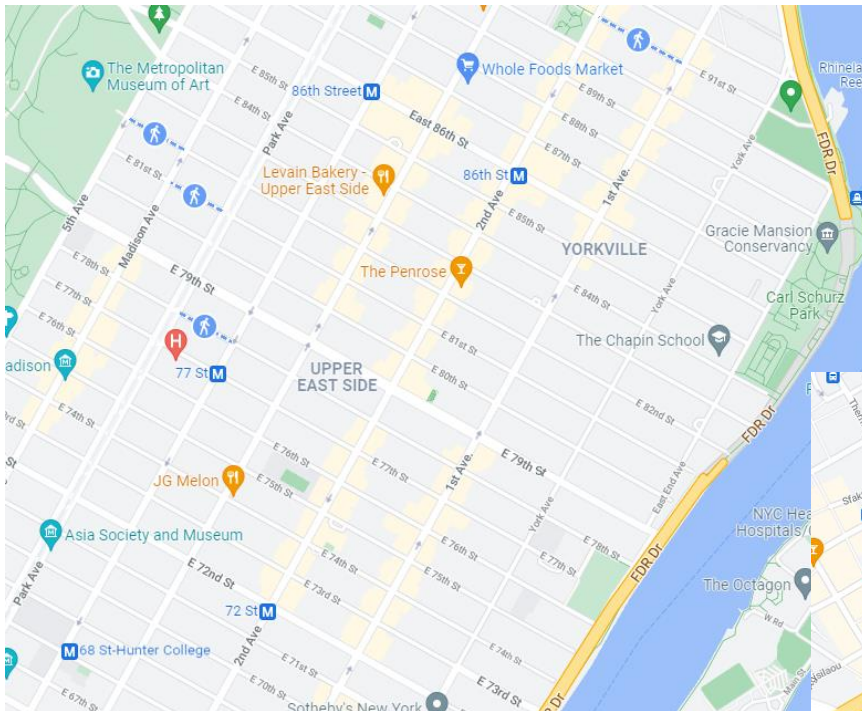 The Metropolitan
Museum of Art
E 85th St
E 84th St
Park Ave
86th Street M
Whole Foods Market
E 91st St
E 89th St
E 88th St
E 87th St
East 86th St
FDR Dr
York Ave
E 81st St
Levain Bakery -
Upper East Side
86th St M
1st Ave.
2nd Ave
5th Ave
Madison Ave
E 85th St
YORKVILLE
Gracie Mansion
Conservancy
E 78th St
E 77th St
E 76th St
E 79th St
The Penrose
E 84th St
York Ave
Carl Schurz
Park
The Chapin School
H
77 St M
UPPER
EAST SIDE
E 81st St
E 80th St
E 82nd St
E 74th St
FDR Dr
E 76th St
E 75th St
JG Melon
E 77th St
1st Ave.
E 79th St
East End Ave
York Ave
Asia Society and Museum
E 72nd St
E 74th St
E 73rd St
E 76th St
E 75th St
E 77th St
E 78th St
FDR Dr
The Octagon
W Rd
Park Ave
72 St M
2nd Ave
M 68 St-Hunter College
E 71st St
E 70th St
E 67th St
E 74th St
E 73rd St
Main St
Sotheby's New York